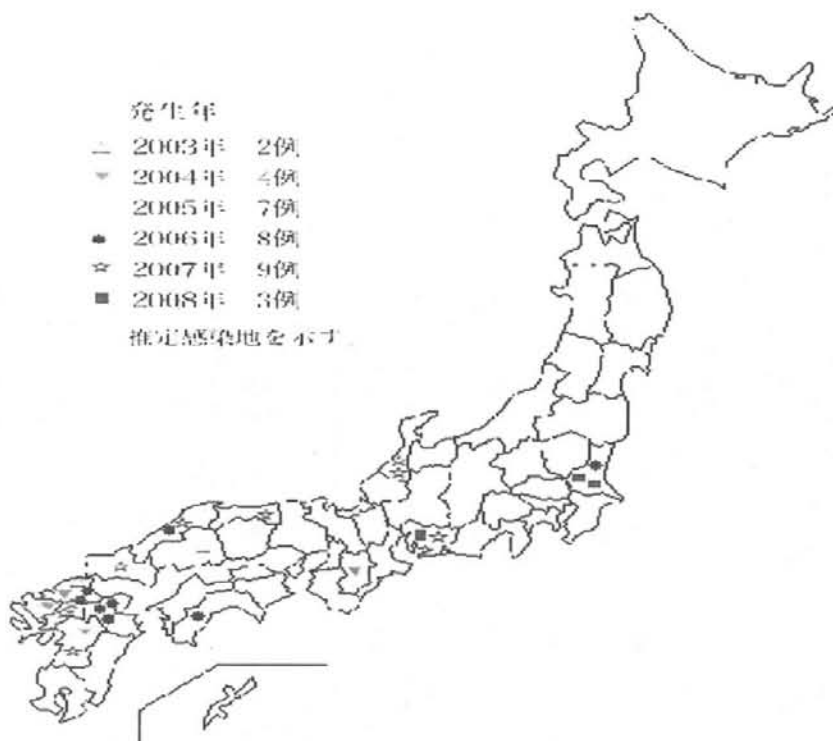 発生年
2003年 2例
2004年 4例
2005年 7例
2006年 8例
2007年 9例
2008年 3例
推定感染地を示す